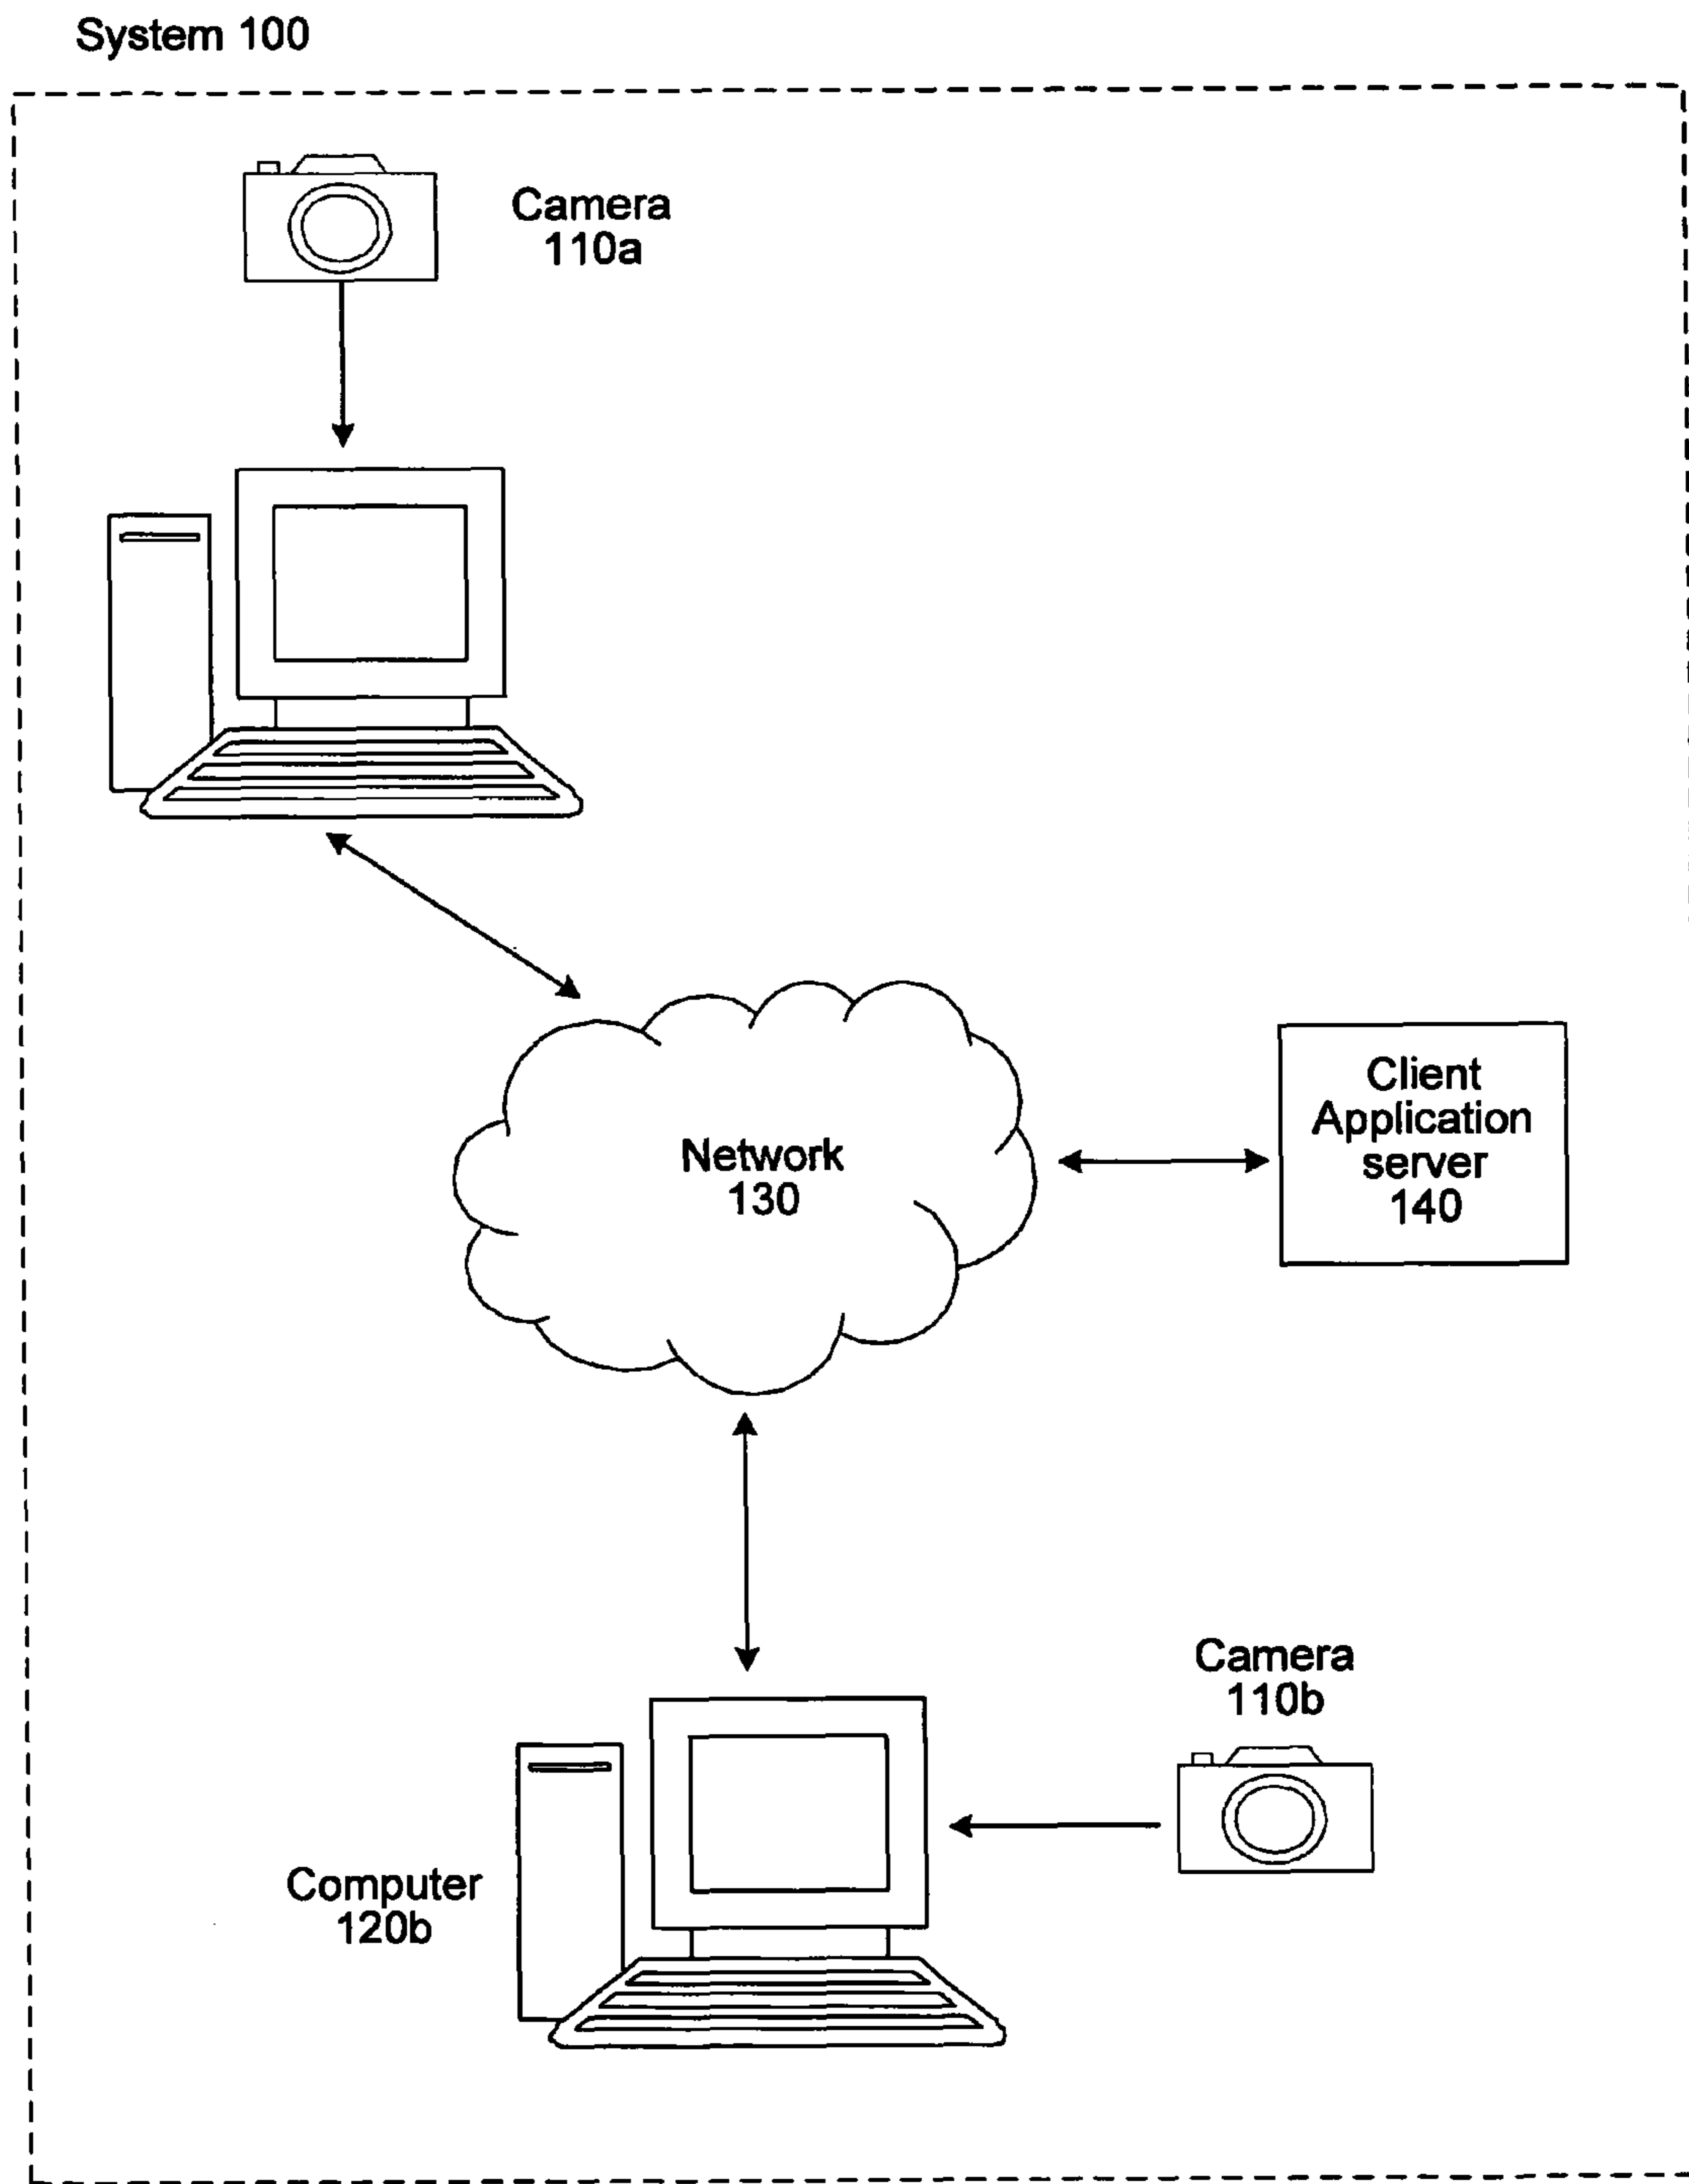 System 100
Camera
110a
Client
Application
server
140
Network
130
Camera
110b
Computer
120b